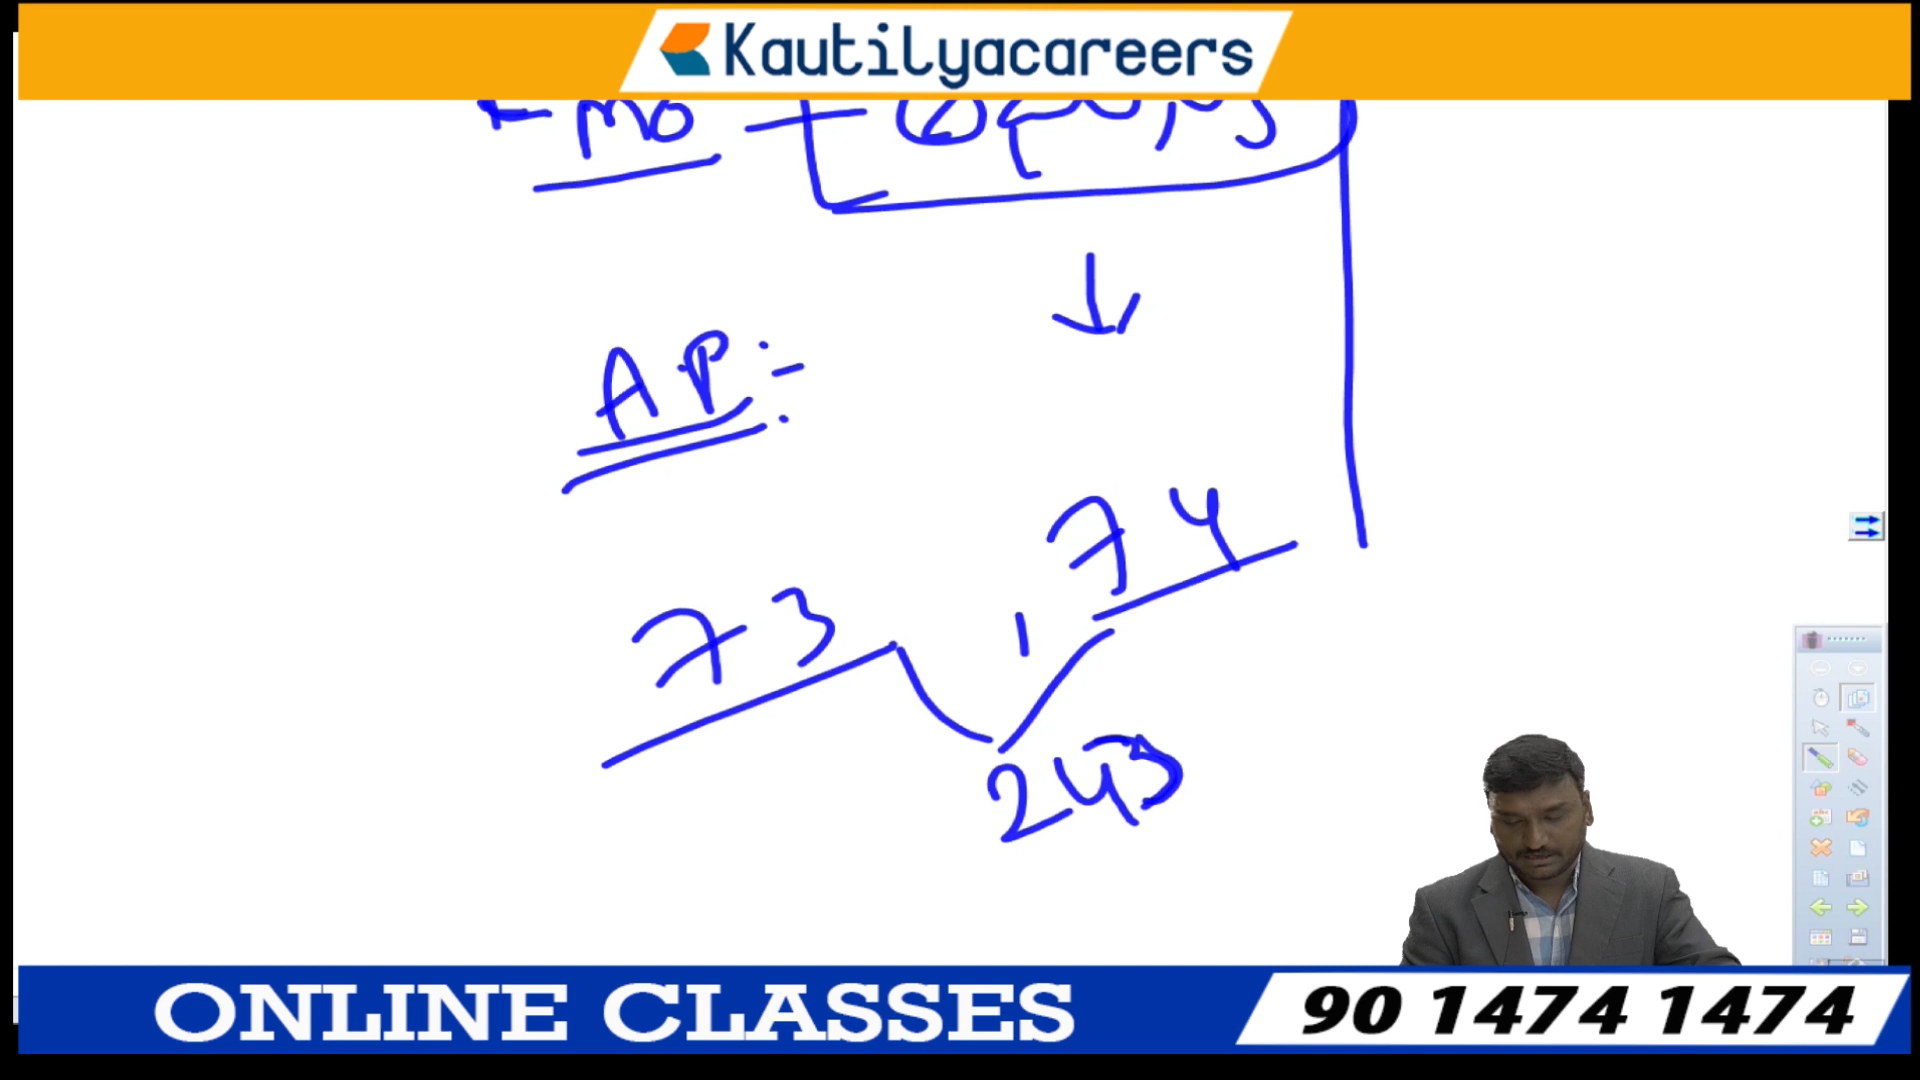 Kautilyacareers
AP:-
73, 74
243
ONLINE CLASSES
90 1474 1474